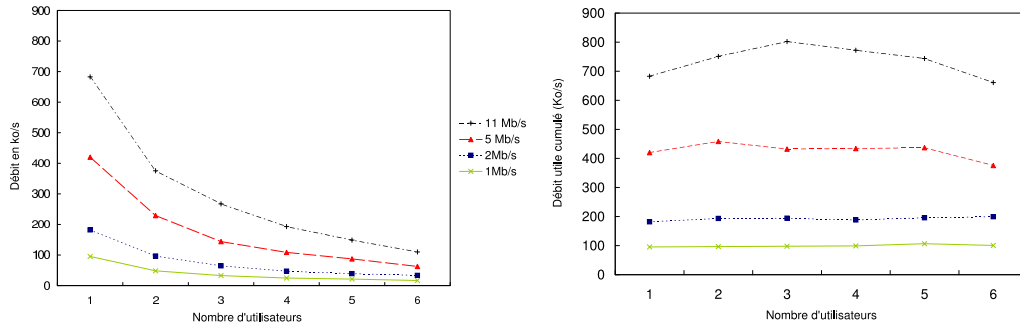 Débit en ko/s
900
800
700
600
500
400
300
200
100
0
1 2 3 4 5 6
Nombre d'utilisateurs
11 Mb/s
5 Mb/s
2Mb/s
1Mb/s
Débit utile cumulé (Ko/s)
900
800
700
600
500
400
300
200
100
0
1 2 3 4 5 6
Nombre d'utilisateurs